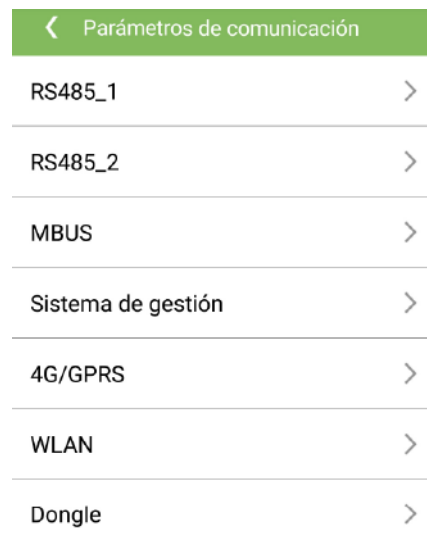 Parámetros de comunicación
RS485_1
RS485_2
MBUS
Sistema de gestión
4G/GPRS
WLAN
Dongle